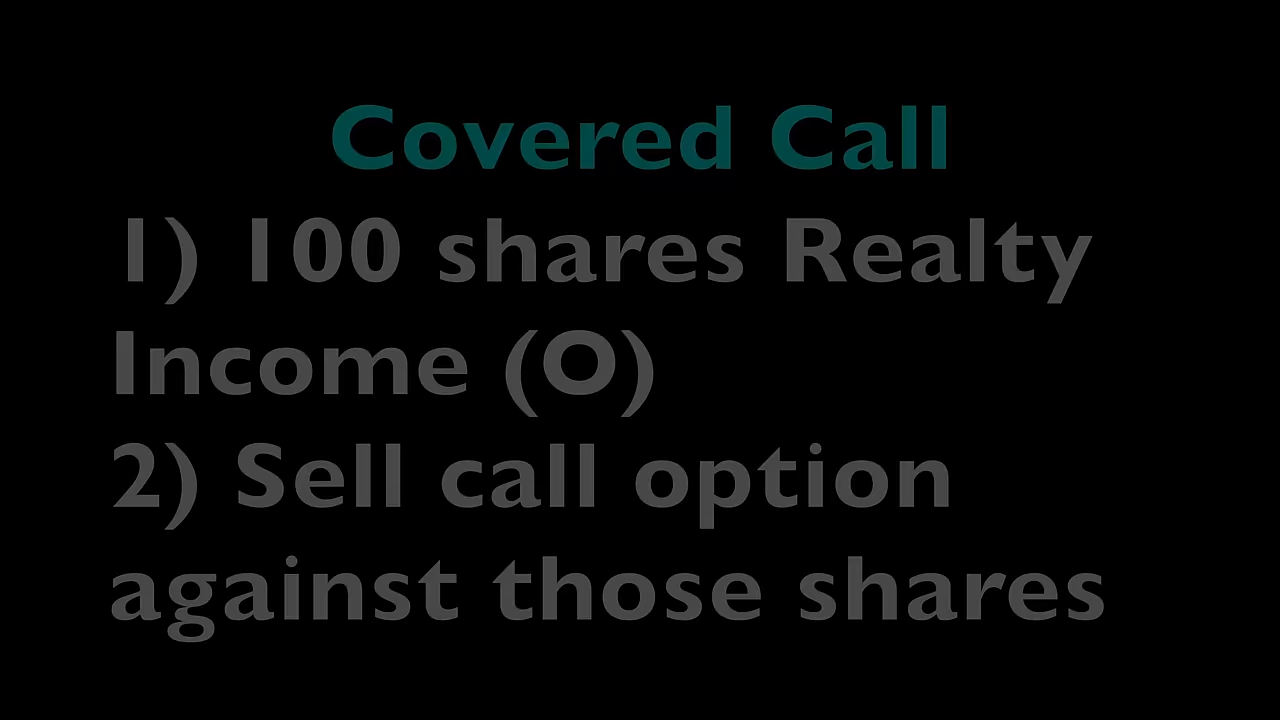 Covered Call
1) 100 shares Realty
Income (O)
2) Sell call option
against those shares